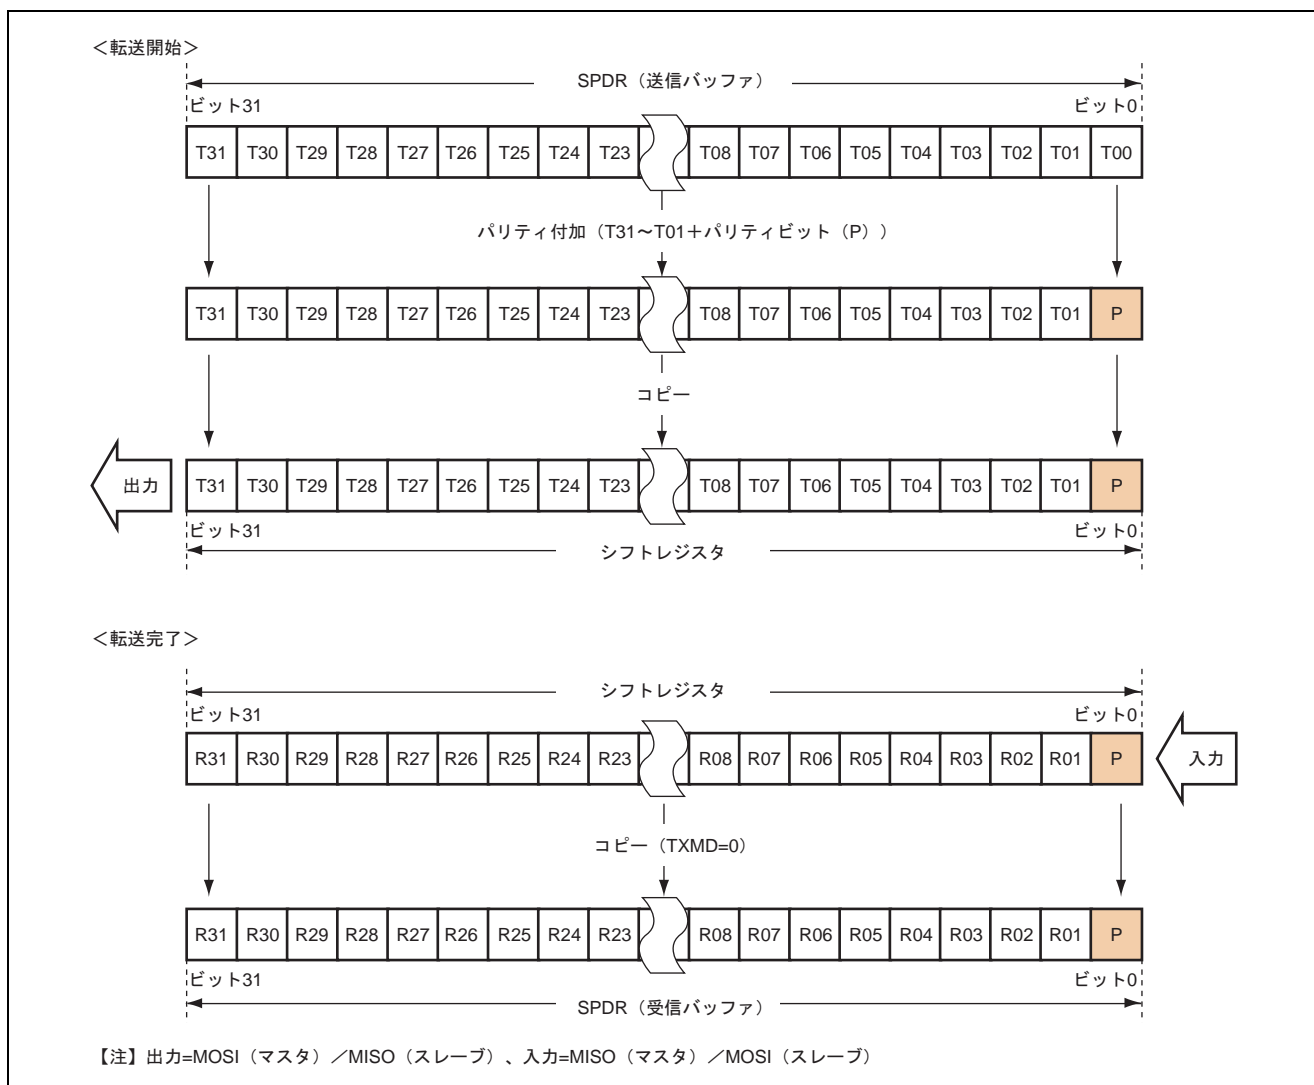 ＜転送開始＞
SPDR（送信バッファ）
ビット31 ビット0
T31 T30 T29 T28 T27 T26 T25 T24 T23 T08 T07 T06 T05 T04 T03 T02 T01 T00
パリティ付加（T31～T01＋パリティビット（P））
T31 T30 T29 T28 T27 T26 T25 T24 T23 T08 T07 T06 T05 T04 T03 T02 T01 P
コピー
出力 T31 T30 T29 T28 T27 T26 T25 T24 T23 T08 T07 T06 T05 T04 T03 T02 T01 P
ビット31 ビット0
シフトレジスタ
＜転送完了＞
シフトレジスタ
ビット31 ビット0
R31 R30 R29 R28 R27 R26 R25 R24 R23 R08 R07 R06 R05 R04 R03 R02 R01 P 入力
コピー（TXMD=0）
R31 R30 R29 R28 R27 R26 R25 R24 R23 R08 R07 R06 R05 R04 R03 R02 R01 P
ビット31 ビット0
SPDR（受信バッファ）
【注】出力=MOSI（マスタ）／MISO（スレーブ）、入力=MISO（マスタ）／MOSI（スレーブ）